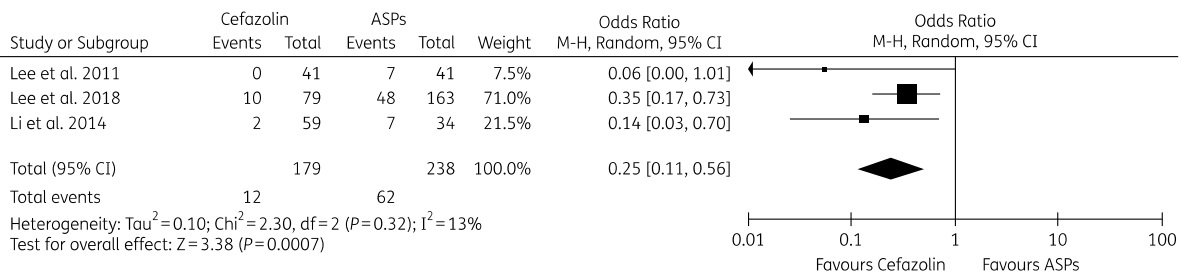 Cefazolin ASPs Odds Ratio Odds Ratio
Study or Subgroup Events Total Events Total Weight M-H, Random, 95% CI M-H, Random, 95% CI
Lee et al. 2011 0 41 7 41 7.5% 0.06 [0.00, 1.01]
Lee et al. 2018 10 79 48 163 71.0% 0.35 [0.17, 0.73]
Li et al. 2014 2 59 7 34 21.5% 0.14 [0.03, 0.70]
Total (95% CI) 179 238 100.0% 0.25 [0.11, 0.56]
Total events 12 62
Heterogeneity: Tau²=0.10; Chi²=2.30, df=2 (P=0.32); I²=13%
Test for overall effect: Z=3.38 (P=0.0007)
0.01 0.1 1 10 100
Favours Cefazolin Favours ASPs